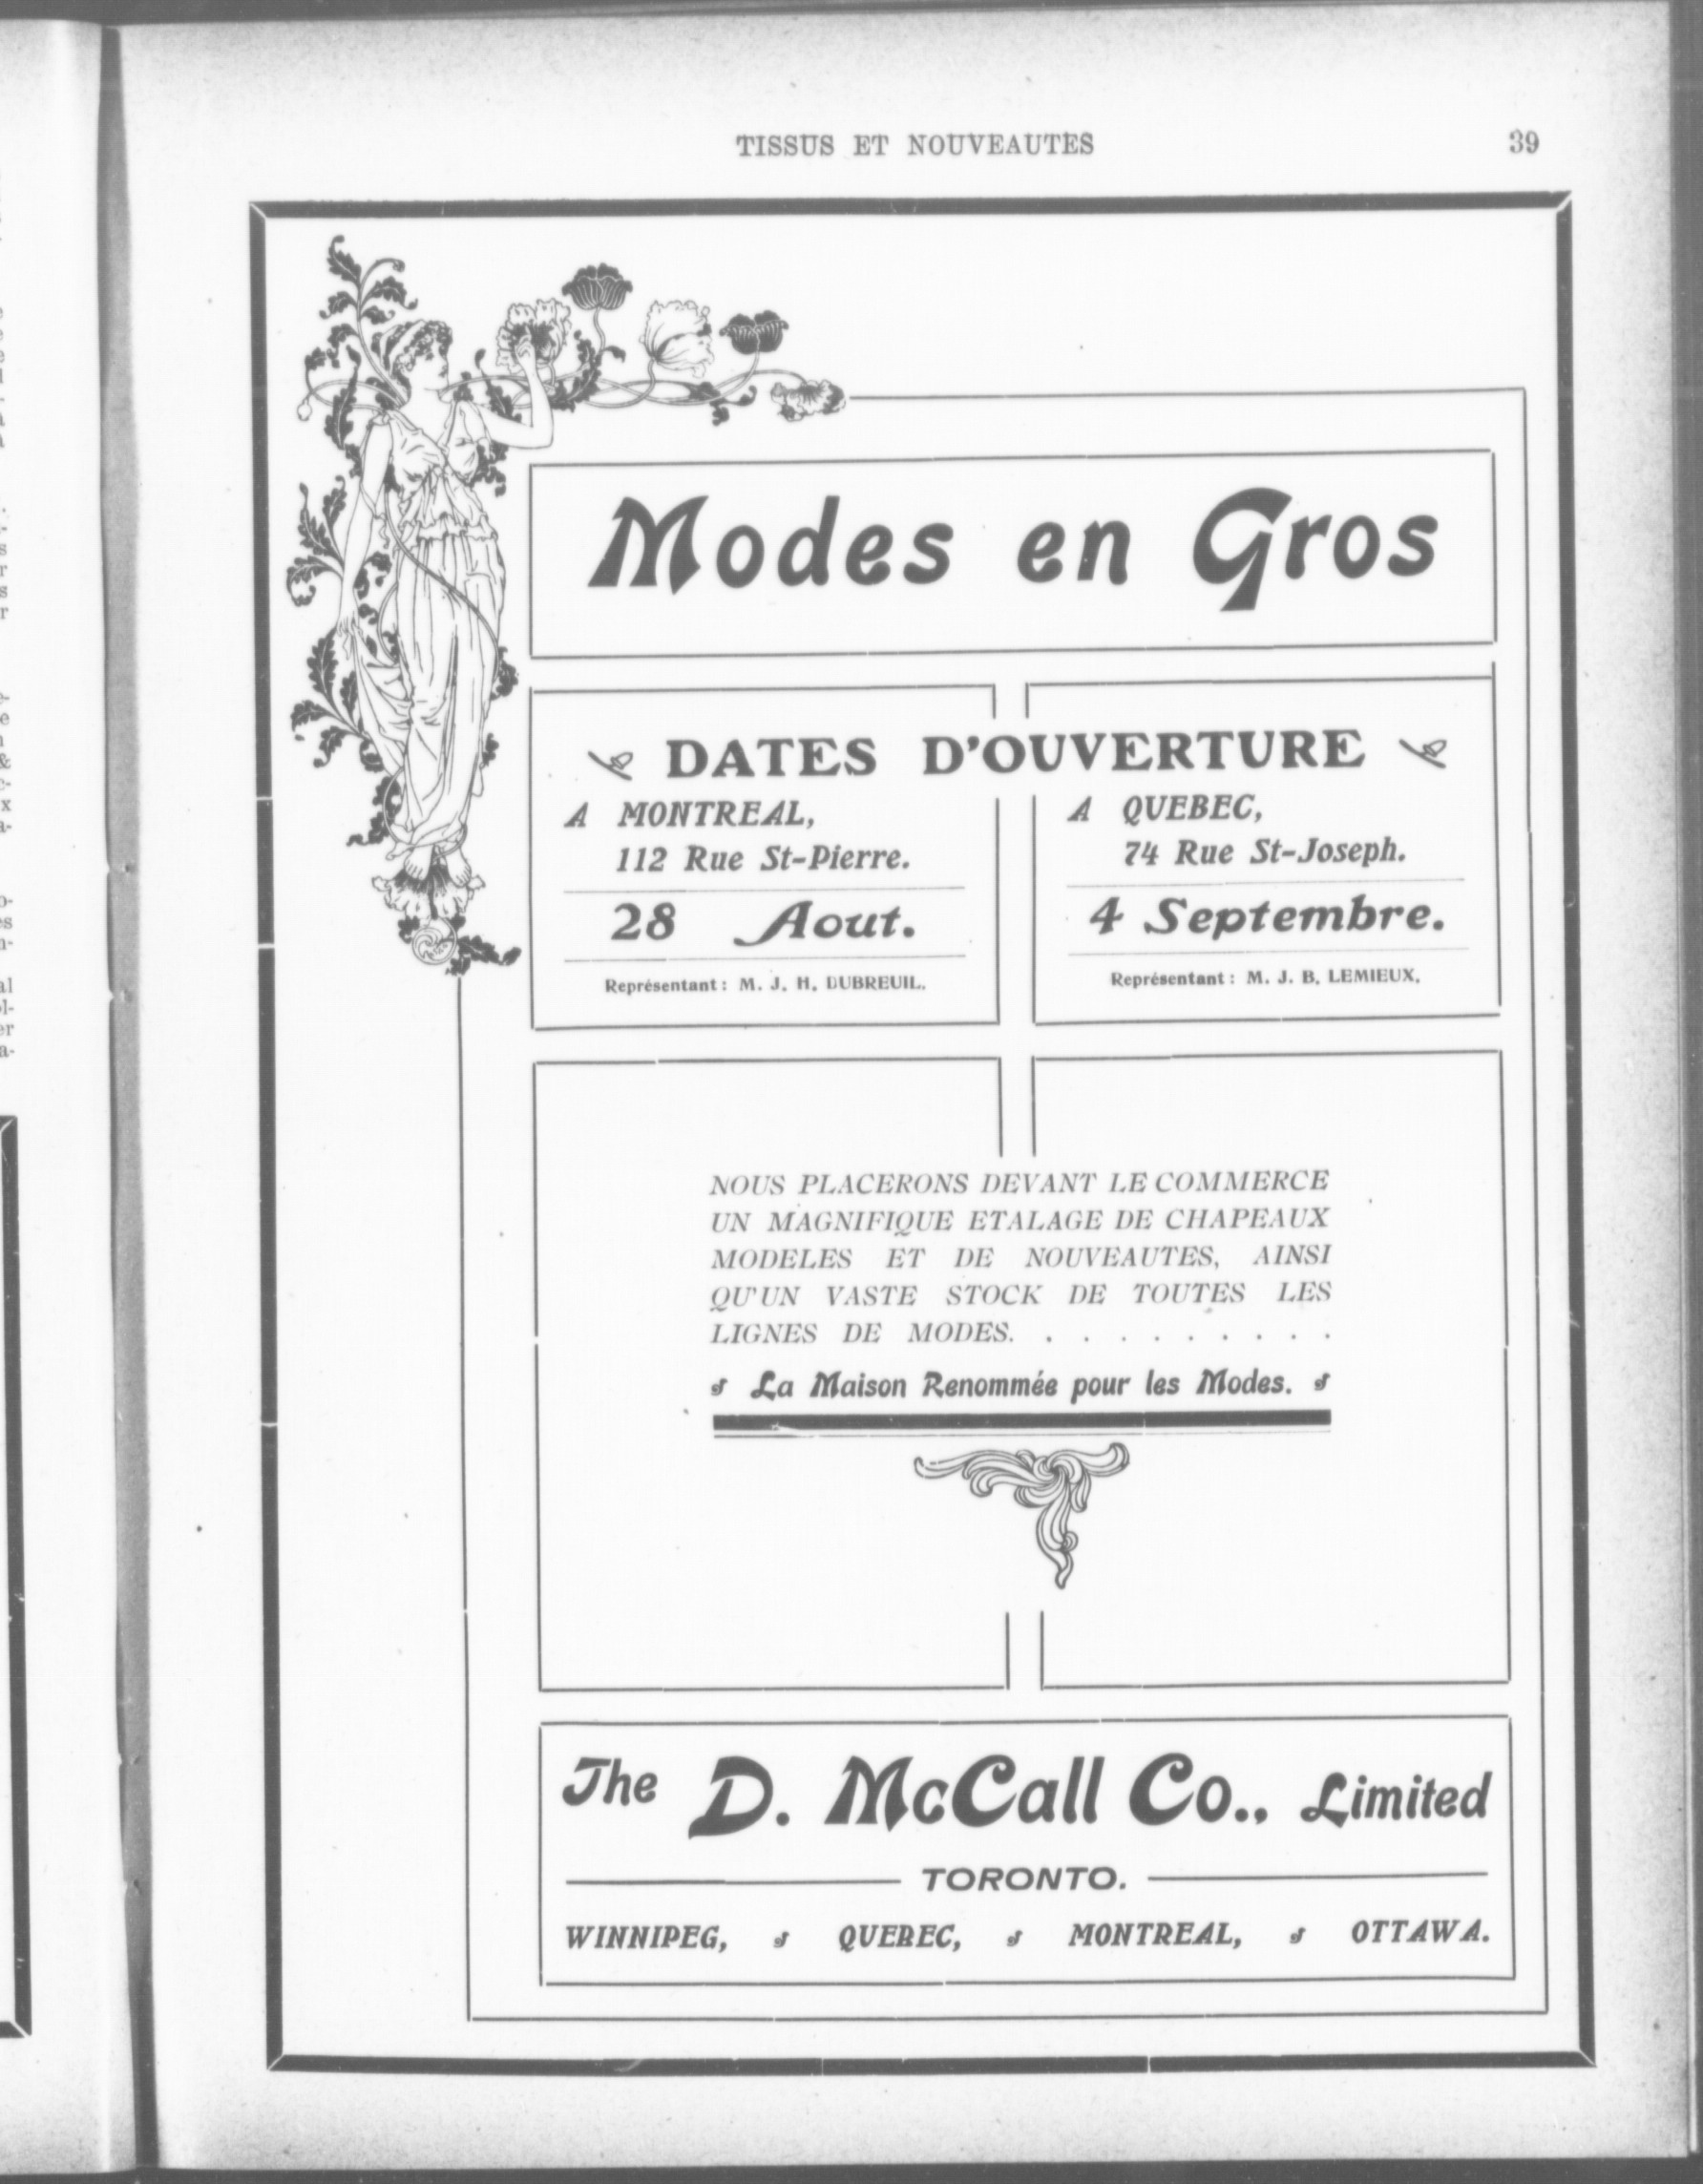 TISSUS ET NOUVEAUTES 39
Modes en Gros
DATES D'OUVERTURE
A MONTREAL,
112 Rue St-Pierre.
28 Aout.
Représentant : M. J. H. DUBREUIL.
A QUEBEC,
74 Rue St-Joseph.
4 Septembre.
Représentant : M. J. B. LEMIEUX.
NOUS PLACERONS DEVANT LE COMMERCE
UN MAGNIFIQUE ETALAGE DE CHAPEAUX
MODELES ET DE NOUVEAUTES, AINSI
QU'UN VASTE STOCK DE TOUTES LES
LIGNES DE MODES. . . . . . . . . .
La Maison Renommée pour les Modes.
The D. McCall Co., Limited
TORONTO.
WINNIPEG, QUEBEC, MONTREAL, OTTAWA.